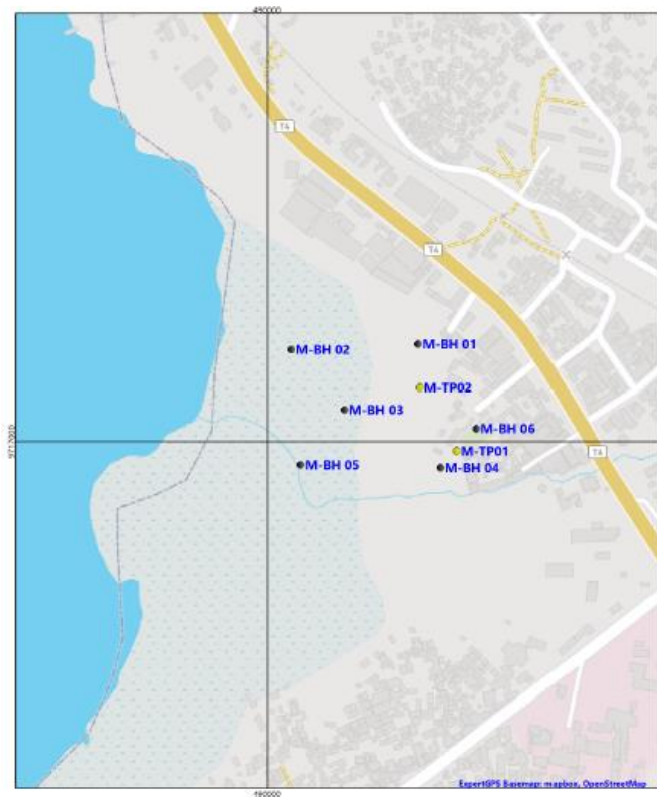 490000
T4
T4
M-BH 02
M-BH 01
M-TP02
M-BH 03
M-BH 06
9717000
M-TP01
T4
M-BH 05
M-BH 04
490000
ExpertGPS Basemap: mapbox, OpenStreetMap